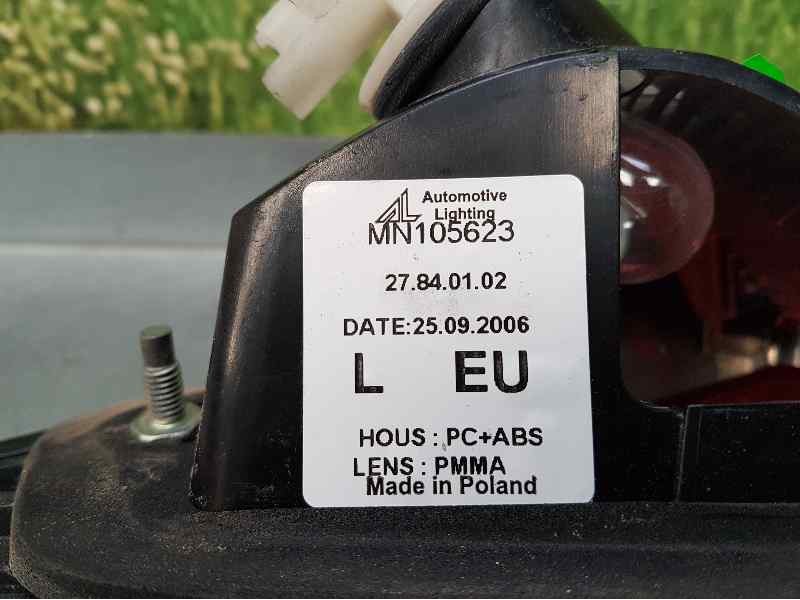 Automotive
Lighting
MN105623
27.84.01.02
DATE:25.09.2006
L EU
HOUS : PC+ABS
LENS : PMMA
Made in Poland